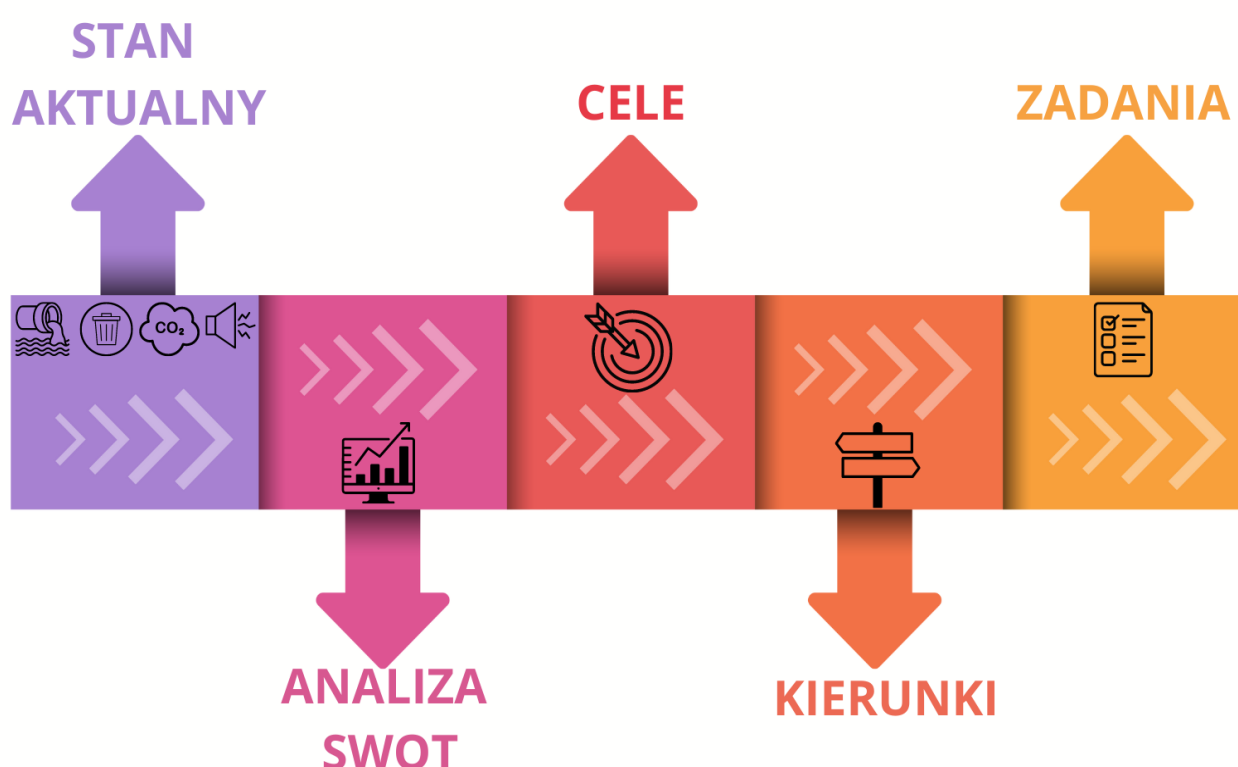 STAN
AKTUALNY
CELE
ZADANIA
CO₂
ANALIZA
SWOT
KIERUNKI